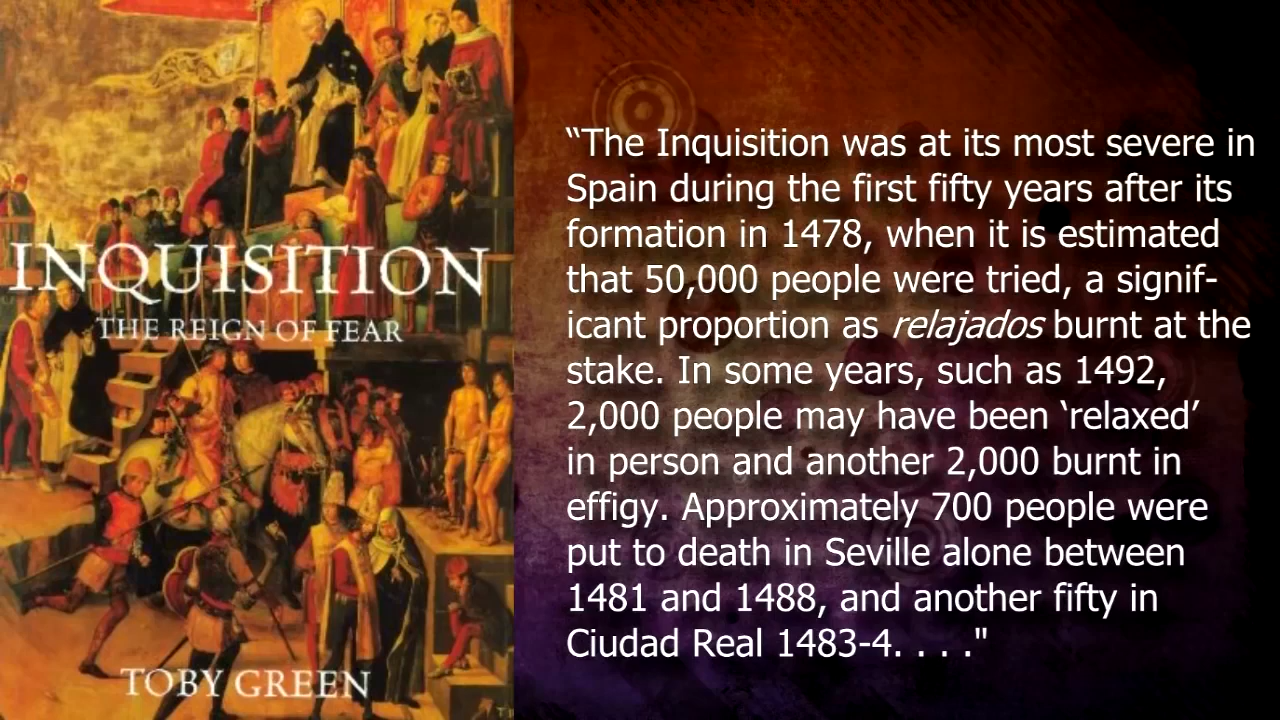 INQUISITION
THE REIGN OF FEAR
TOBY GREEN
“The Inquisition was at its most severe in
Spain during the first fifty years after its
formation in 1478, when it is estimated
that 50,000 people were tried, a signif-
icant proportion as relajados burnt at the
stake. In some years, such as 1492,
2,000 people may have been ‘relaxed’
in person and another 2,000 burnt in
effigy. Approximately 700 people were
put to death in Seville alone between
1481 and 1488, and another fifty in
Ciudad Real 1483-4. . . ."